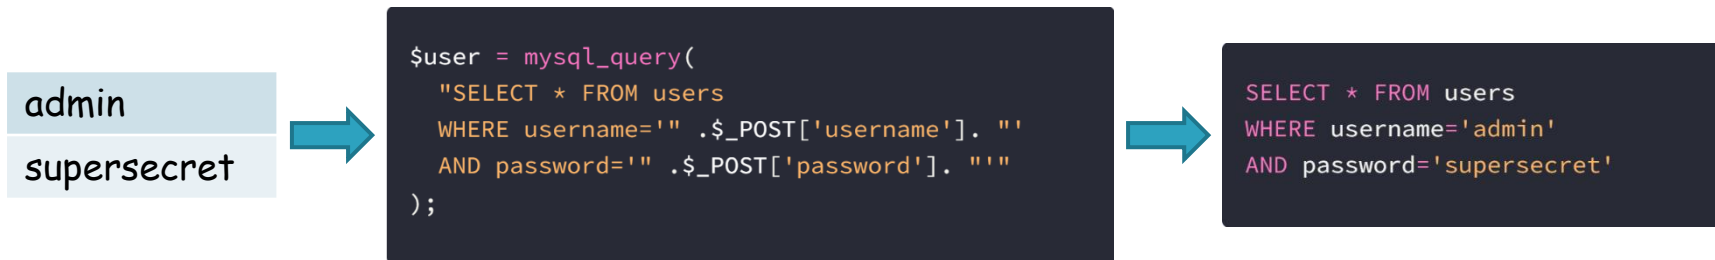 admin
supersecret
$user = mysql_query(
"SELECT * FROM users
WHERE username='" .$_POST['username']. "'
AND password='" .$_POST['password']. "'"
);
SELECT * FROM users
WHERE username='admin'
AND password='supersecret'